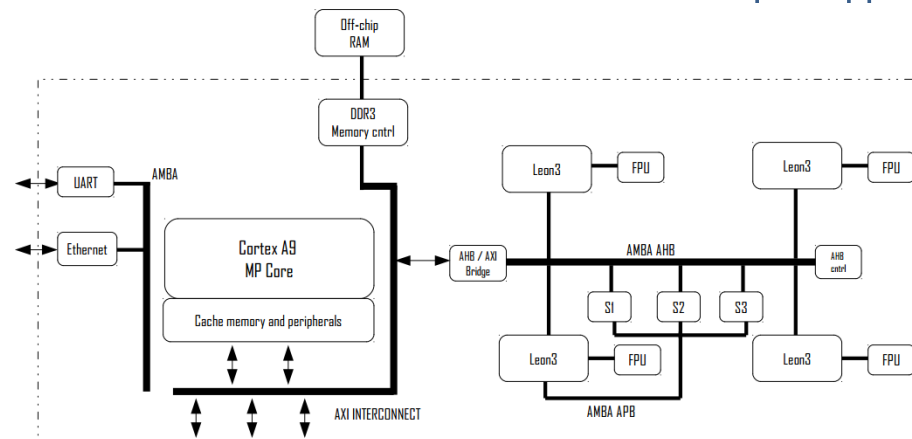 Off-chip
RAM
DDR3
Memory cntrl
UART
AMBA
Ethernet
Cortex A9
MP Core
Cache memory and peripherals
AXI INTERCONNECT
Leon3
FPU
Leon3
FPU
AHB / AXI
Bridge
AMBA AHB
AHB
cntrl
S1
S2
S3
Leon3
FPU
Leon3
FPU
AMBA APB